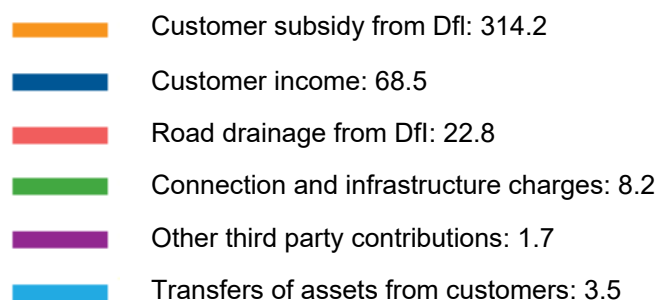 Customer subsidy from DfI: 314.2
Customer income: 68.5
Road drainage from DfI: 22.8
Connection and infrastructure charges: 8.2
Other third party contributions: 1.7
Transfers of assets from customers: 3.5